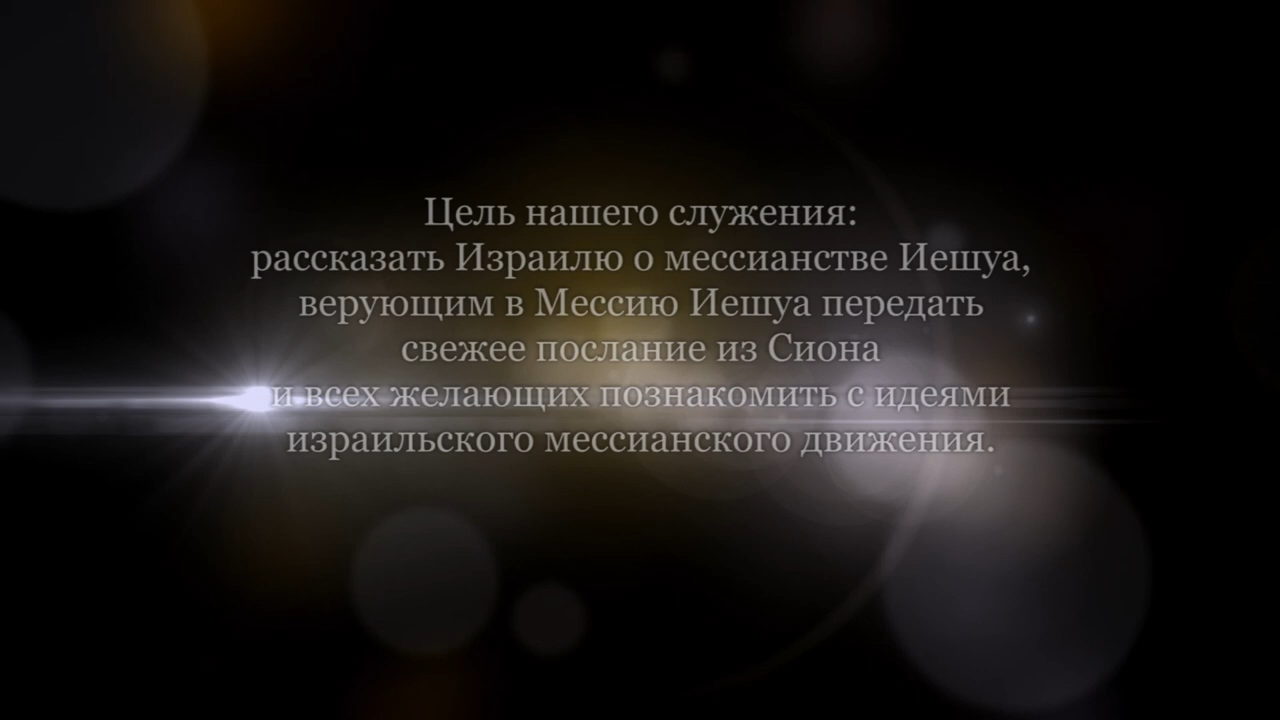 Цель нашего служения:
рассказать Израилю о мессианстве Иешуа,
верующим в Мессию Иешуа передать
свежее послание из Сиона
и всех желающих познакомить с идеями
израильского мессианского движения.